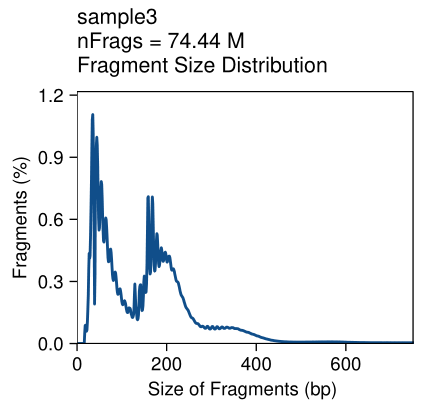 sample3
nFrags = 74.44 M
Fragment Size Distribution
1.2
0.9
0.6
0.3
0.0
Fragments (%)
0
200
400
600
Size of Fragments (bp)